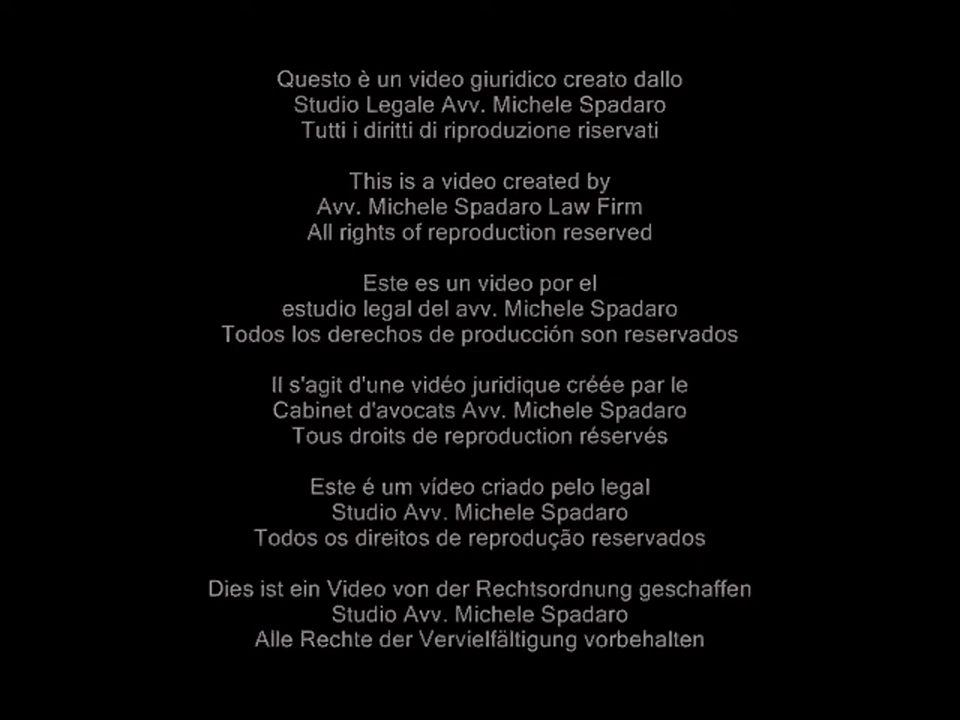 Questo è un video giuridico creato dallo
Studio Legale Avv. Michele Spadaro
Tutti i diritti di riproduzione riservati
This is a video created by
Avv. Michele Spadaro Law Firm
All rights of reproduction reserved
Este es un video por el
estudio legal del avv. Michele Spadaro
Todos los derechos de producción son reservados
Il s'agit d'une vidéo juridique créée par le
Cabinet d'avocats Avv. Michele Spadaro
Tous droits de reproduction réservés
Este é um vídeo criado pelo legal
Studio Avv. Michele Spadaro
Todos os direitos de reprodução reservados
Dies ist ein Video von der Rechtsordnung geschaffen
Studio Avv. Michele Spadaro
Alle Rechte der Vervielfältigung vorbehalten